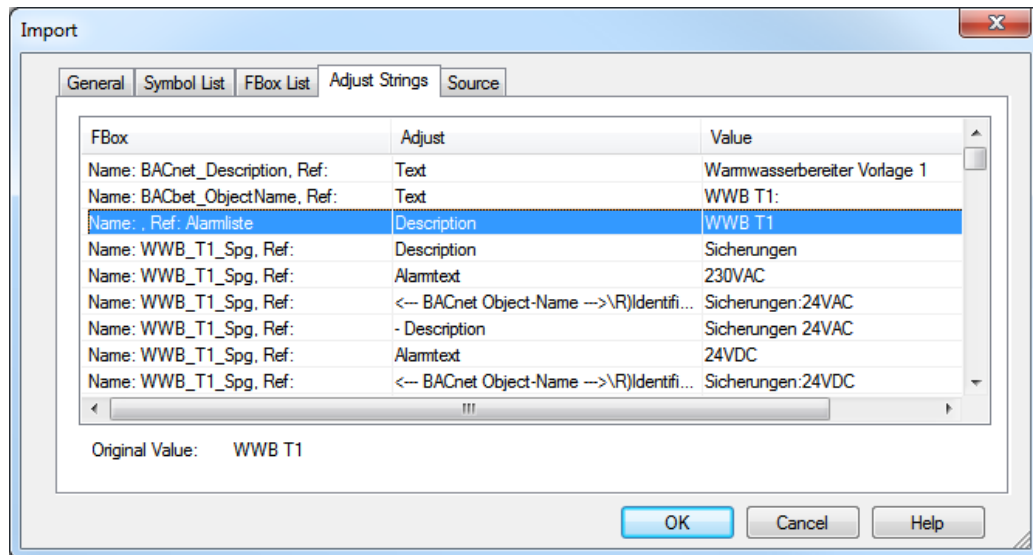 Import
General Symbol List FBox List Adjust Strings Source
FBox Adjust Value
Name: BACnet_Description, Ref: Text Warmwasserbereiter Vorlage 1
Name: BACbet_ObjectName, Ref: Text WWB T1:
Name: , Ref: Alarmliste Description WWB T1
Name: WWB_T1_Spg, Ref: Description Sicherungen
Name: WWB_T1_Spg, Ref: Alarmtext 230VAC
Name: WWB_T1_Spg, Ref: <--- BACnet Object-Name --->\R)Identifi... Sicherungen:24VAC
Name: WWB_T1_Spg, Ref: - Description Sicherungen 24VAC
Name: WWB_T1_Spg, Ref: Alarmtext 24VDC
Name: WWB_T1_Spg, Ref: <--- BACnet Object-Name --->\R)Identifi... Sicherungen:24VDC
Original Value: WWB T1
OK Cancel Help